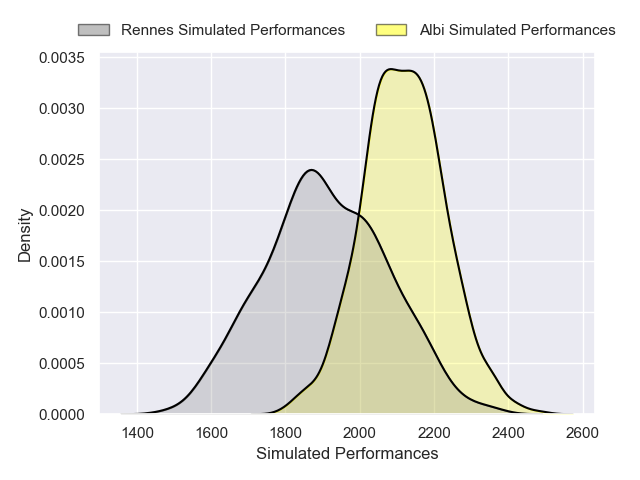 Rennes Simulated Performances Albi Simulated Performances
0.0035
0.0030
0.0025
0.0020
0.0015
0.0010
0.0005
0.0000
Density
1400 1600 1800 2000 2200 2400 2600
Simulated Performances